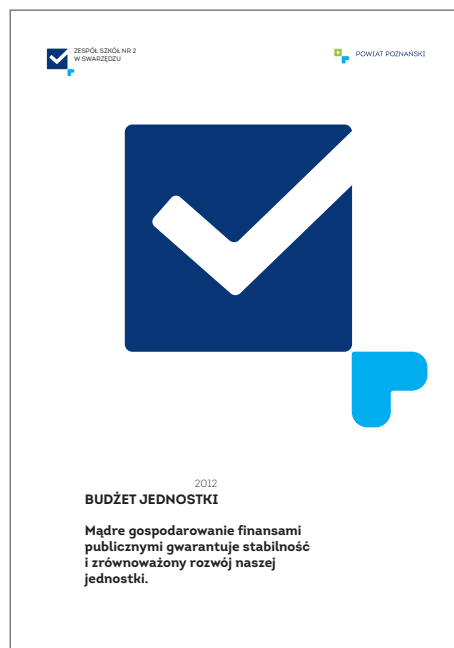 ZESPÓŁ SZKÓŁ NR 2
W SWARZĘDZU
POWIAT POZNAŃSKI
2012
BUDŻET JEDNOSTKI
Mądre gospodarowanie finansami
publicznymi gwarantuje stabilność
i zrównoważony rozwój naszej
jednostki.